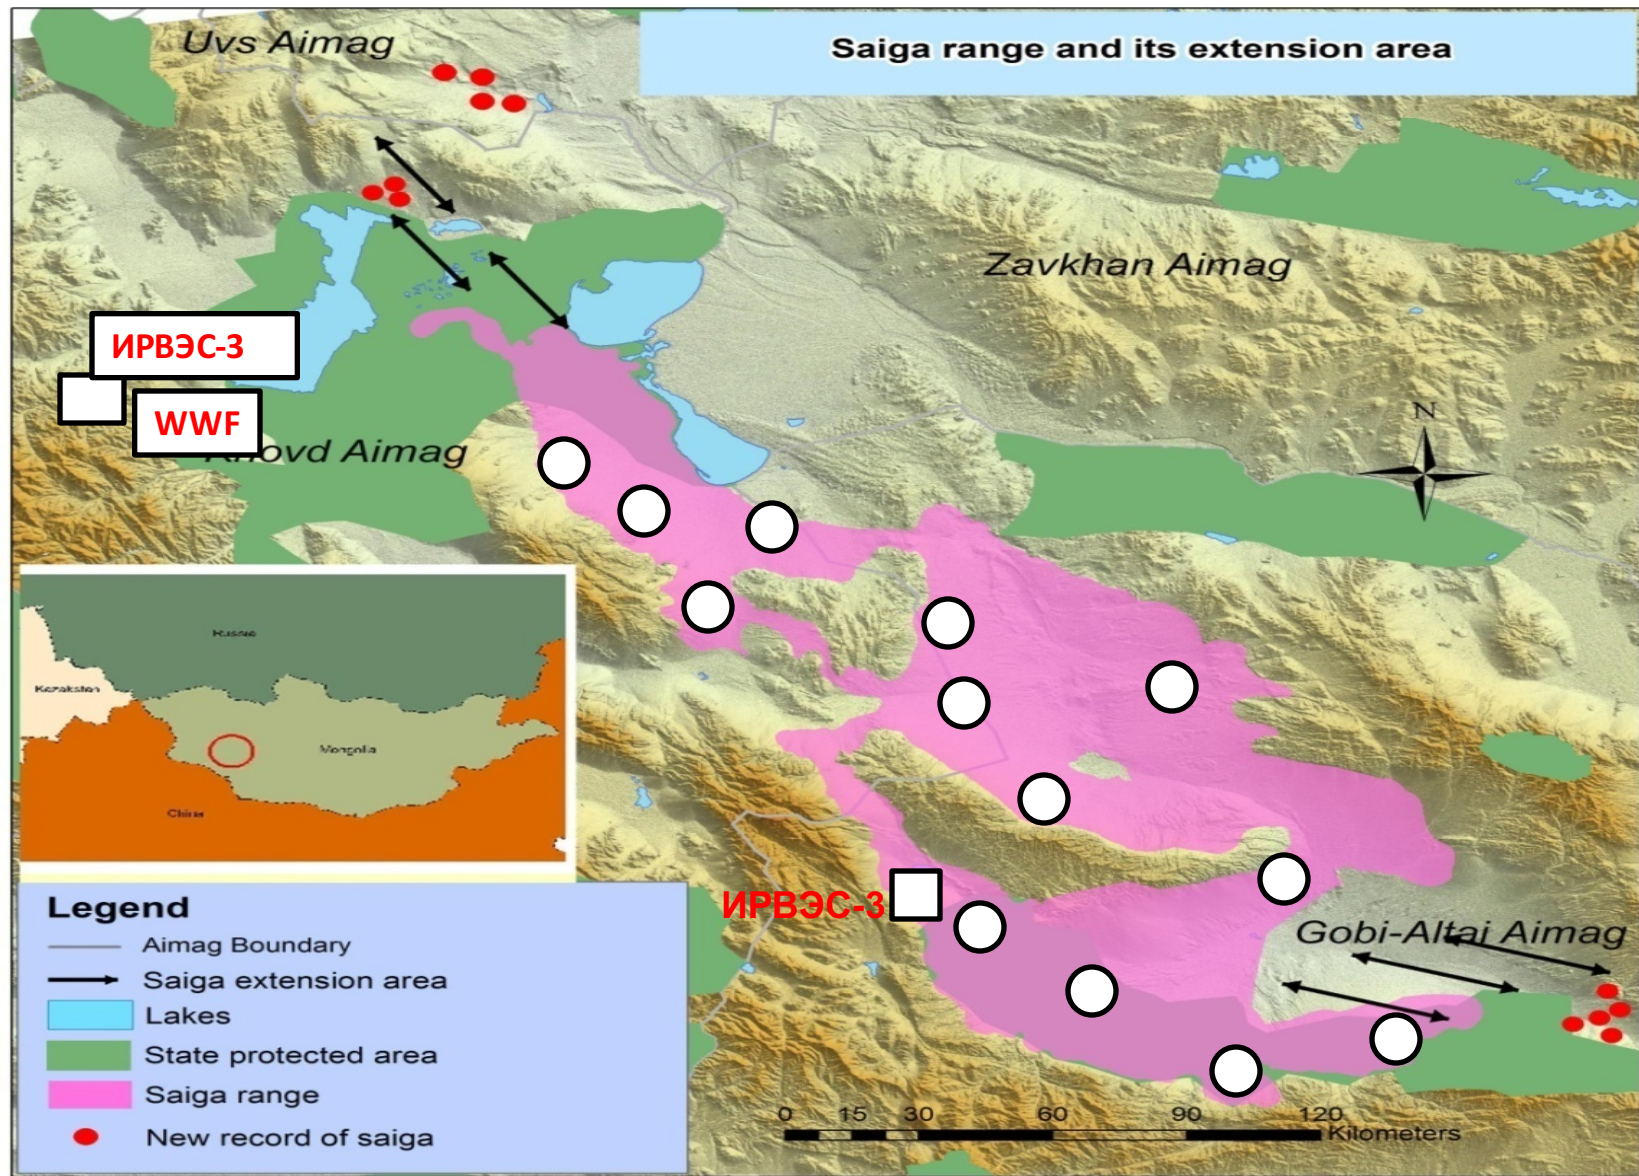 Uvs Aimag
Saiga range and its extension area
Zavkhan Aimag
ИРВЭС-3
WWF
Khovd Aimag
N
Russia
Kazakstan
Mongolia
China
ИРВЭС-3
Gobi-Altai Aimag
Legend
Aimag Boundary
Saiga extension area
Lakes
State protected area
Saiga range
New record of saiga
0 15 30 60 90 120
Kilometers